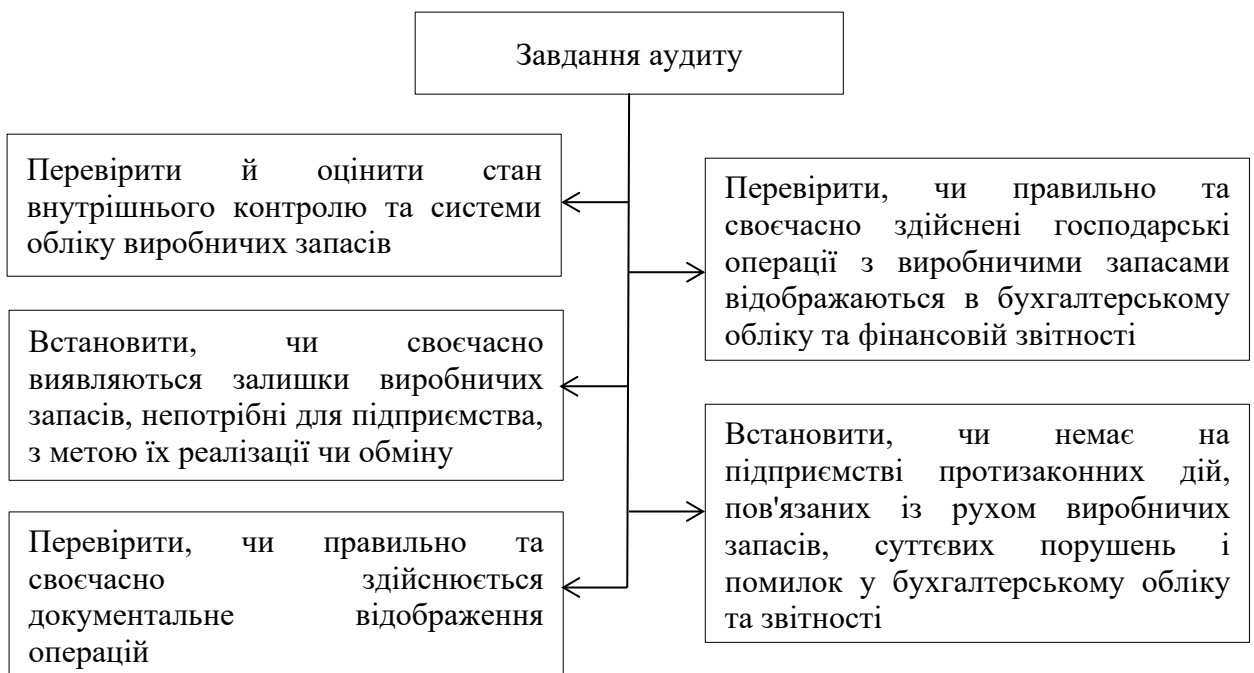 Завдання аудиту
Перевірити й оцінити стан
внутрішнього контролю та системи
обліку виробничих запасів
Перевірити, чи правильно та
своєчасно здійснені господарські
операції з виробничими запасами
відображаються в бухгалтерському
обліку та фінансовій звітності
Встановити, чи своєчасно
виявляються залишки виробничих
запасів, непотрібні для підприємства,
з метою їх реалізації чи обміну
Встановити, чи немає на
підприємстві протизаконних дій,
пов'язаних із рухом виробничих
запасів, суттєвих порушень і
помилок у бухгалтерському обліку
та звітності
Перевірити, чи правильно та
своєчасно здійснюється
документальне відображення
операцій